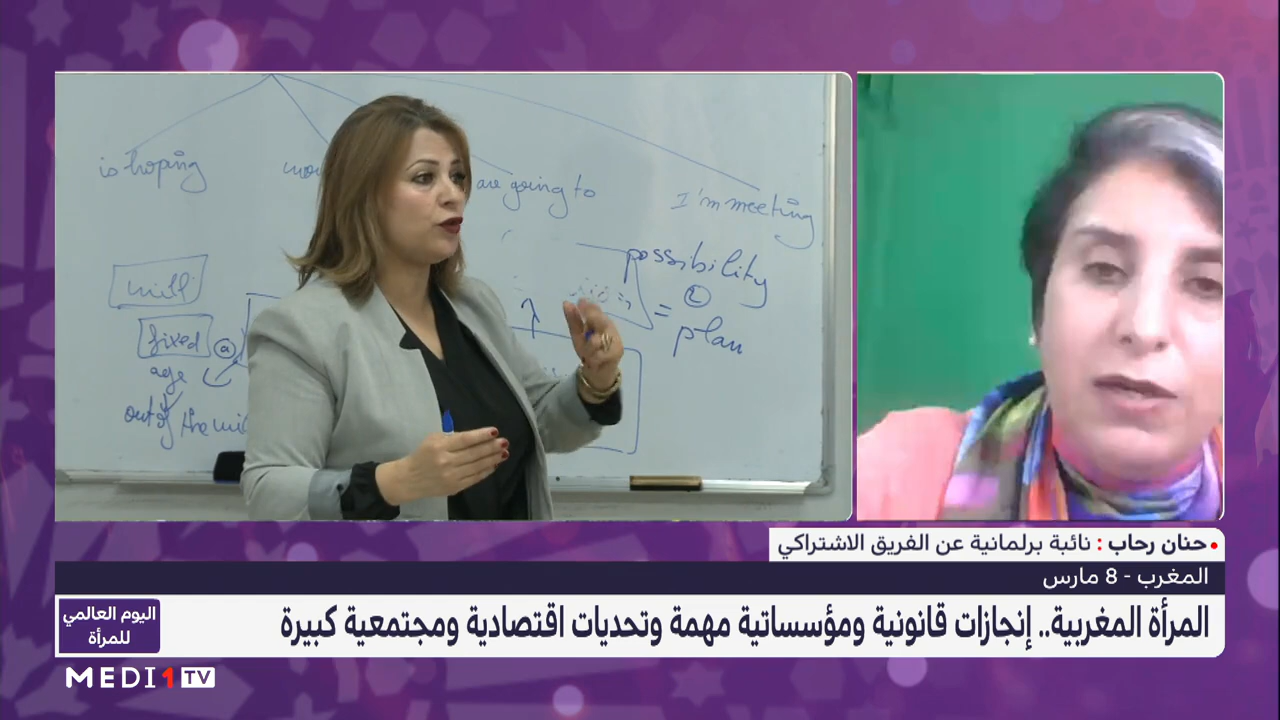 is hoping
are going to
I'm meeting
possibility
= plan
will
fixed
a
age
out of the
• حنان رحاب : نائبة برلمانية عن الفريق الاشتراكي
المغرب - 8 مارس
المرأة المغربية.. إنجازات قانونية ومؤسساتية مهمة وتحديات اقتصادية ومجتمعية كبيرة
اليوم العالمي
للمرأة
MEDI1TV